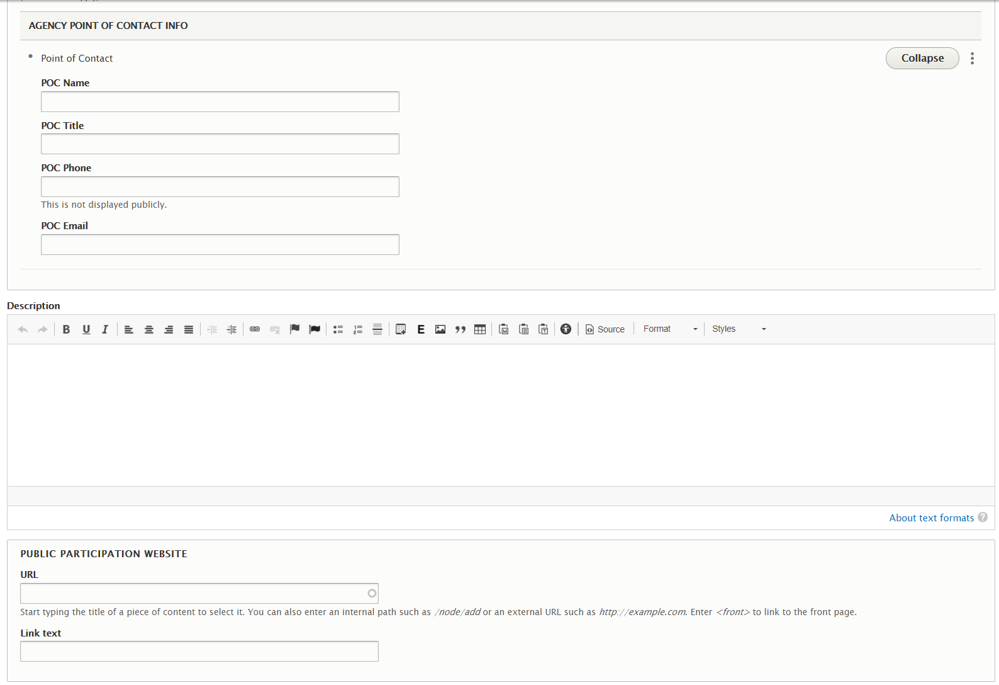 AGENCY POINT OF CONTACT INFO
Point of Contact
Collapse
POC Name
POC Title
POC Phone
This is not displayed publicly.
POC Email
Description
B U I E Source Format Styles
About text formats ?
PUBLIC PARTICIPATION WEBSITE
URL
Start typing the title of a piece of content to select it. You can also enter an internal path such as /node/add or an external URL such as http://example.com. Enter <front> to link to the front page.
Link text